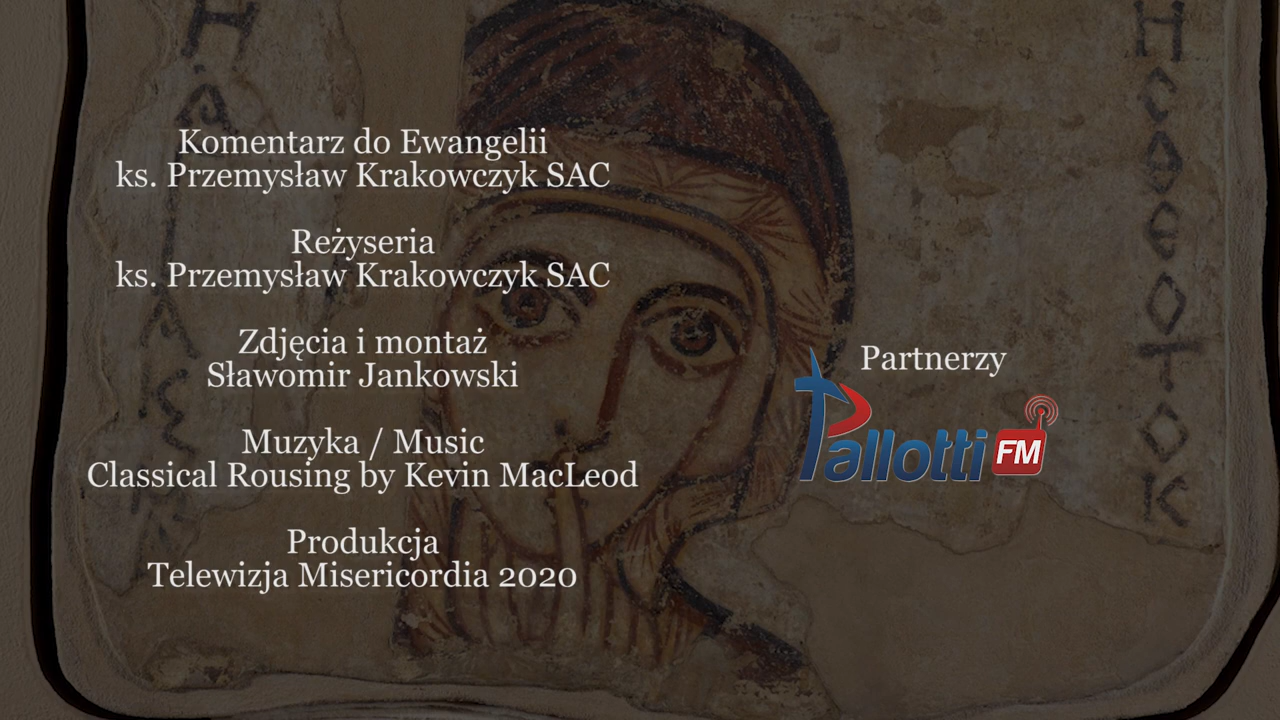 Komentarz do Ewangelii
ks. Przemysław Krakowczyk SAC
Reżyseria
ks. Przemysław Krakowczyk SAC
Zdjęcia i montaż
Sławomir Jankowski
Muzyka / Music
Classical Rousing by Kevin MacLeod
Produkcja
Telewizja Misericordia 2020
Partnerzy
Pallotti FM